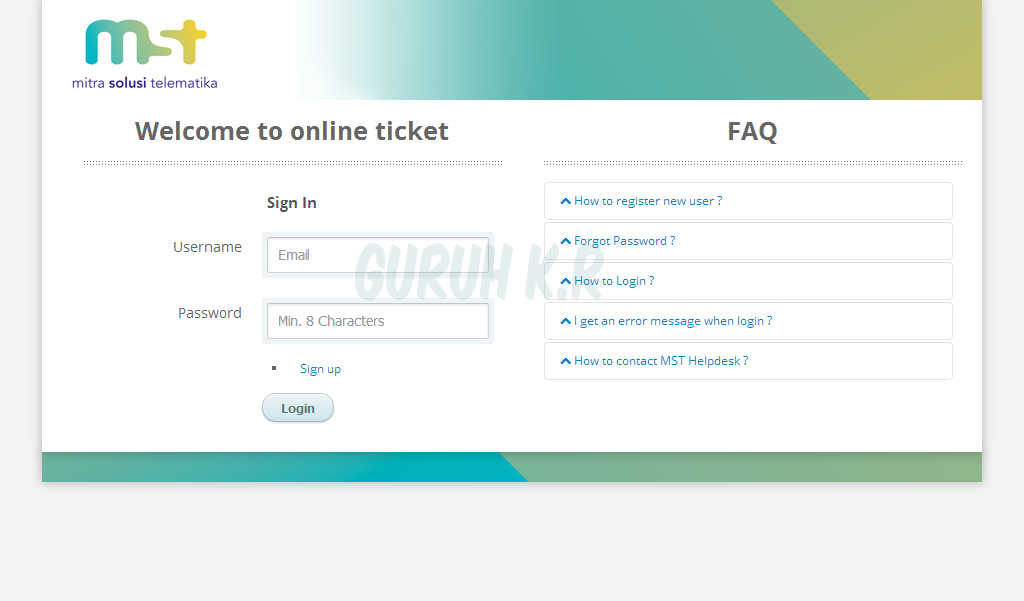 mst
mitra solusi telematika
Welcome to online ticket
Sign In
Username
Email
Password
Min. 8 Characters
Sign up
Login
FAQ
How to register new user ?
Forgot Password ?
How to Login ?
I get an error message when login ?
How to contact MST Helpdesk ?
GURUH K.R